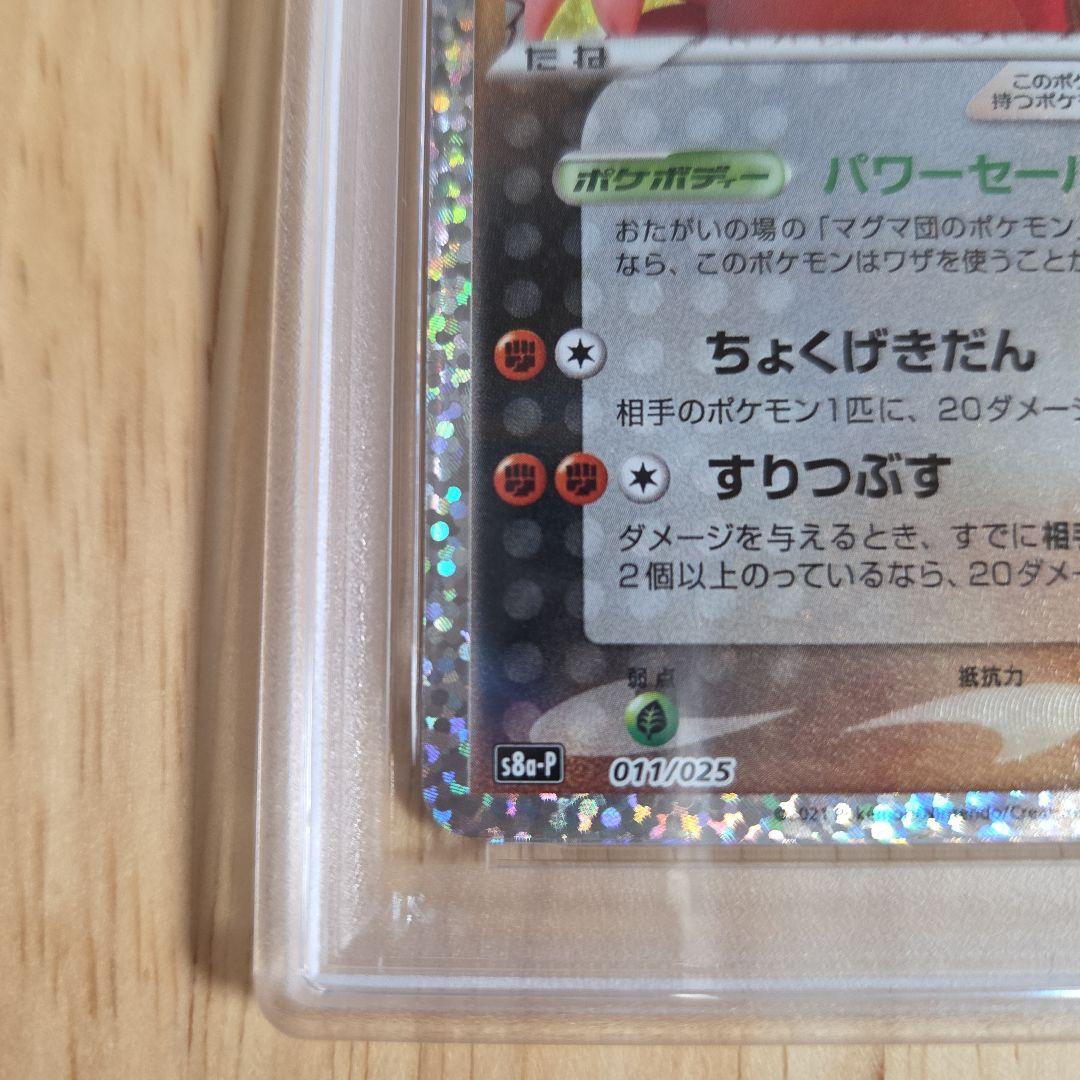 たね
このポケ
持つポケ
ポケボディー パワーセール
おたがいの場の「マグマ団のポケモン」
なら、このポケモンはワザを使うことが
ちょくげきだん
相手のポケモン1匹に、20ダメージ
すりつぶす
ダメージを与えるとき、すでに相手
2個以上のっているなら、20ダメー
弱点 抵抗力
s8a-P 011/025